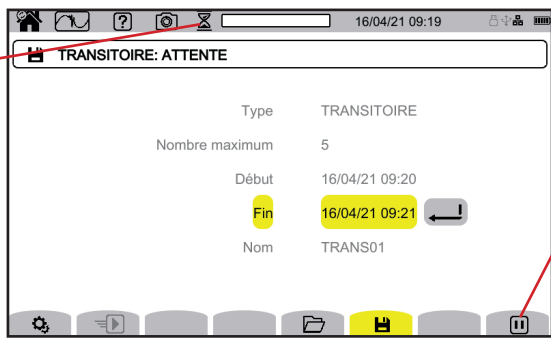 ? 16/04/21 09:19
TRANSITOIRE: ATTENTE
Type TRANSITOIRE
Nombre maximum 5
Début 16/04/21 09:20
Fin 16/04/21 09:21
Nom TRANS01